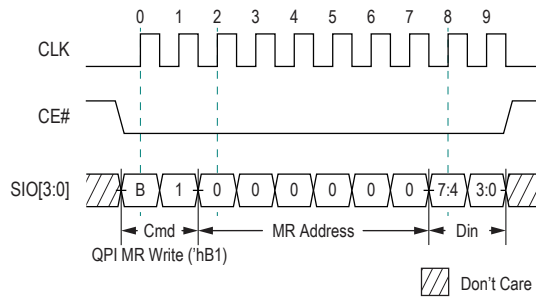 0 1 2 3 4 5 6 7 8 9
CLK
CE#
SIO[3:0] B 1 0 0 0 0 0 0 7:4 3:0
Cmd MR Address Din
QPI MR Write ('hB1)
Don't Care